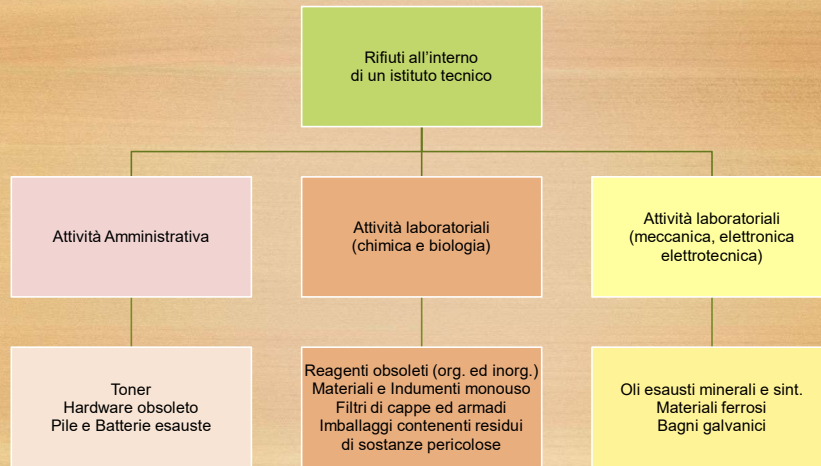 Rifiuti all’interno
di un istituto tecnico
Attività Amministrativa
Attività laboratoriali
(chimica e biologia)
Attività laboratoriali
(meccanica, elettronica
elettrotecnica)
Toner
Hardware obsoleto
Pile e Batterie esauste
Reagenti obsoleti (org. ed inorg.)
Materiali e Indumenti monouso
Filtri di cappe ed armadi
Imballaggi contenenti residui
di sostanze pericolose
Oli esausti minerali e sint.
Materiali ferrosi
Bagni galvanici